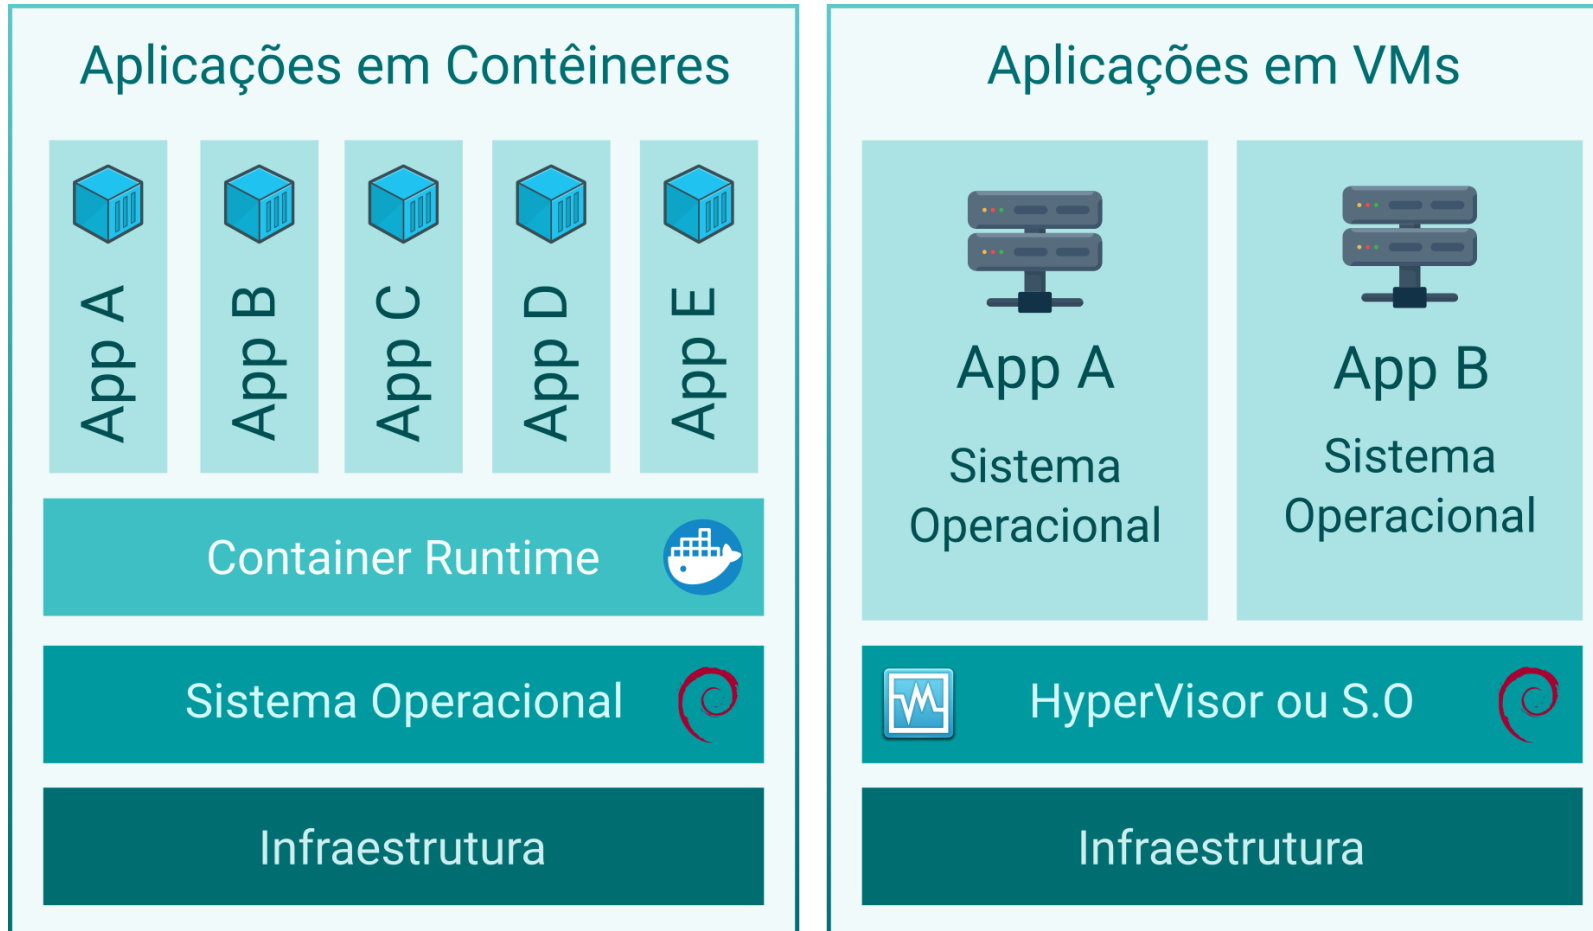 Aplicações em Contêineres
App A
App B
App C
App D
App E
Container Runtime
Sistema Operacional
Infraestrutura
Aplicações em VMs
App A
Sistema
Operacional
App B
Sistema
Operacional
HyperVisor ou S.O
Infraestrutura